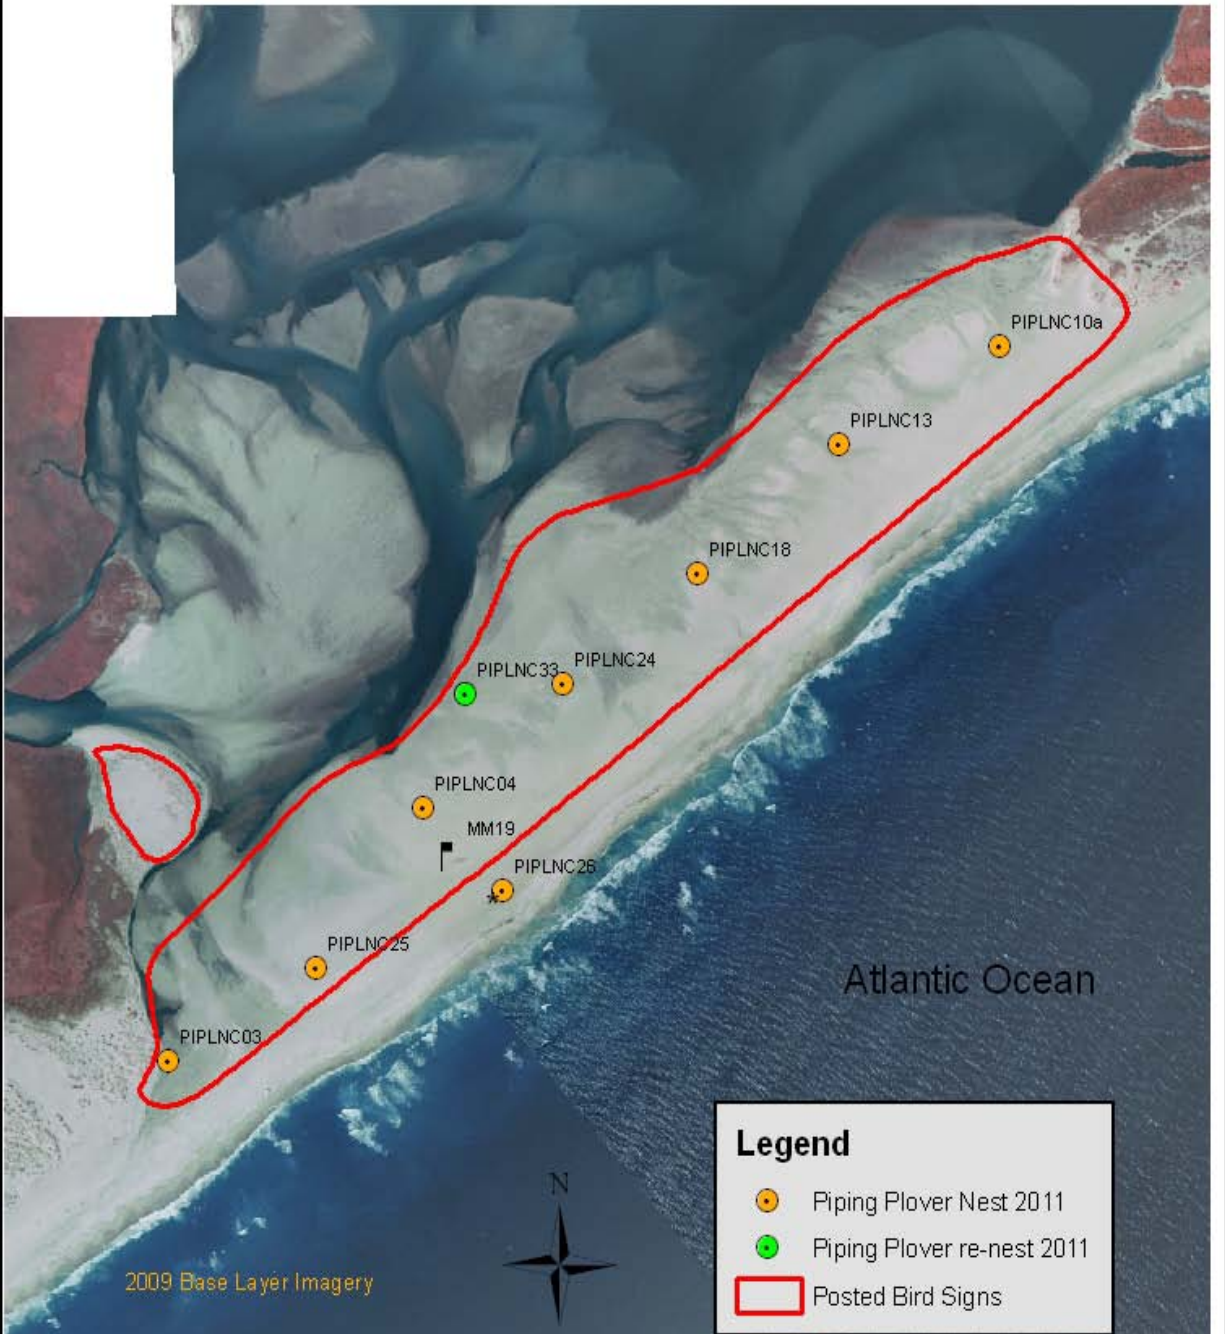 PIPLNC10a
PIPLNC13
PIPLNC18
PIPLNC33
PIPLNC24
PIPLNC04
MM19
PIPLNC26
*
PIPLNC25
Atlantic Ocean
PIPLNC03
Legend
Piping Plover Nest 2011
Piping Plover re-nest 2011
Posted Bird Signs
N
2009 Base Layer Imagery